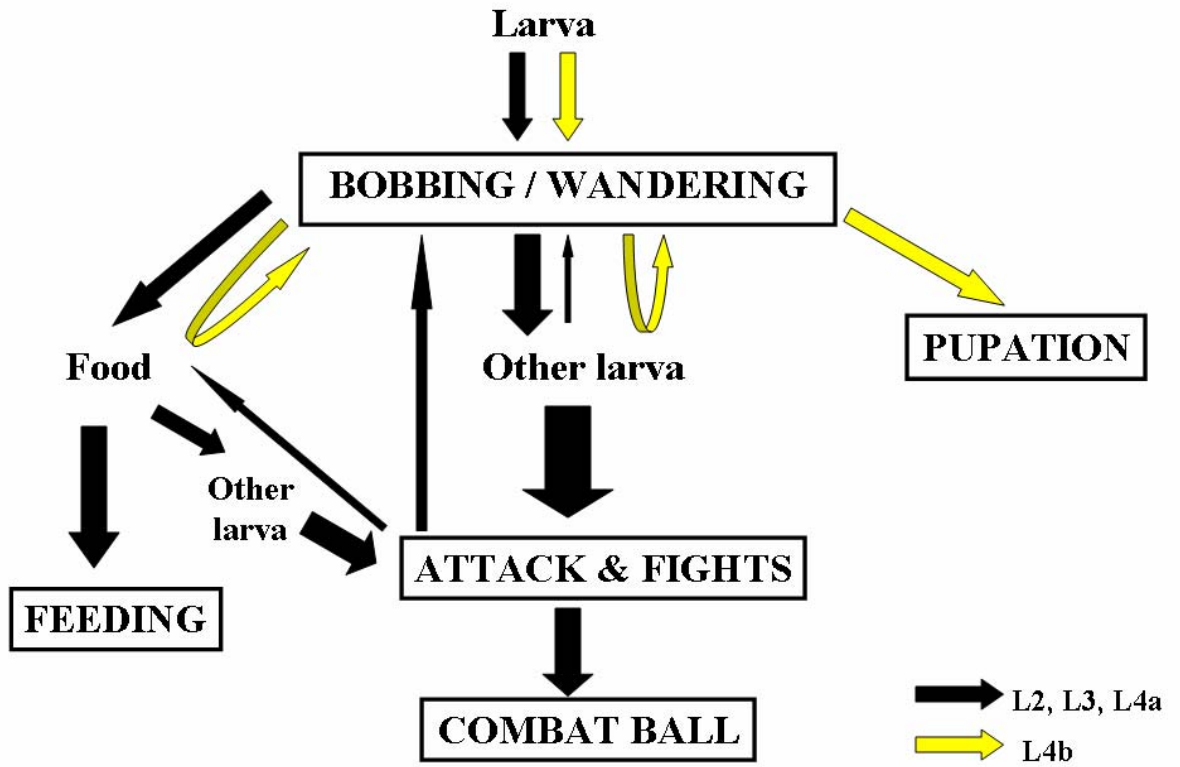 Larva
BOBBING / WANDERING
Food
Other larva
PUPATION
Other
larva
ATTACK & FIGHTS
FEEDING
COMBAT BALL
L2, L3, L4a
L4b